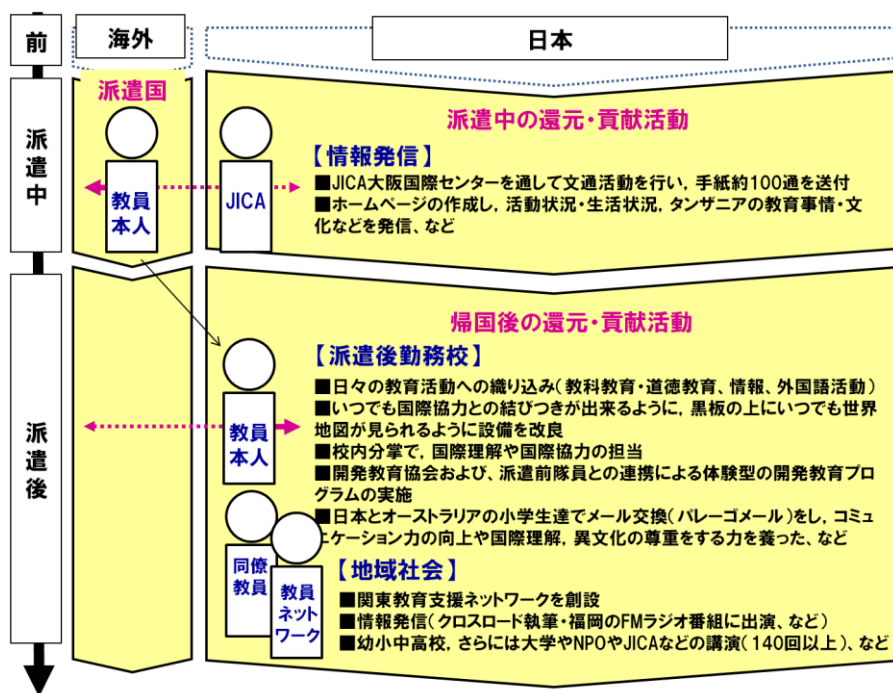 前
海外
日本
派遣中
派遣国
教員
本人
JICA
派遣中の還元・貢献活動
【情報発信】
■JICA大阪国際センターを通して文通活動を行い，手紙約100通を送付
■ホームページの作成し，活動状況・生活状況，タンザニアの教育事情・文
化などを発信、など
派遣後
帰国後の還元・貢献活動
【派遣後勤務校】
教員
本人
■日々の教育活動への織り込み（教科教育・道徳教育、情報、外国語活動）
■いつでも国際協力との結びつきが出来るように，黒板の上にいつでも世界
地図が見られるように設備を改良
■校内分掌で，国際理解や国際協力の担当
■開発教育協会および、派遣前隊員との連携による体験型の開発教育プロ
グラムの実施
■日本とオーストラリアの小学生達でメール交換（パレーゴメール）をし，コミュ
ニケーション力の向上や国際理解，異文化の尊重をする力を養った、など
同僚
教員
教員
ネット
ワーク
【地域社会】
■関東教育支援ネットワークを創設
■情報発信（クロスロード執筆・福岡のFMラジオ番組に出演、など）
■幼小中高校，さらには大学やNPOやJICAなどの講演（140回以上）、など